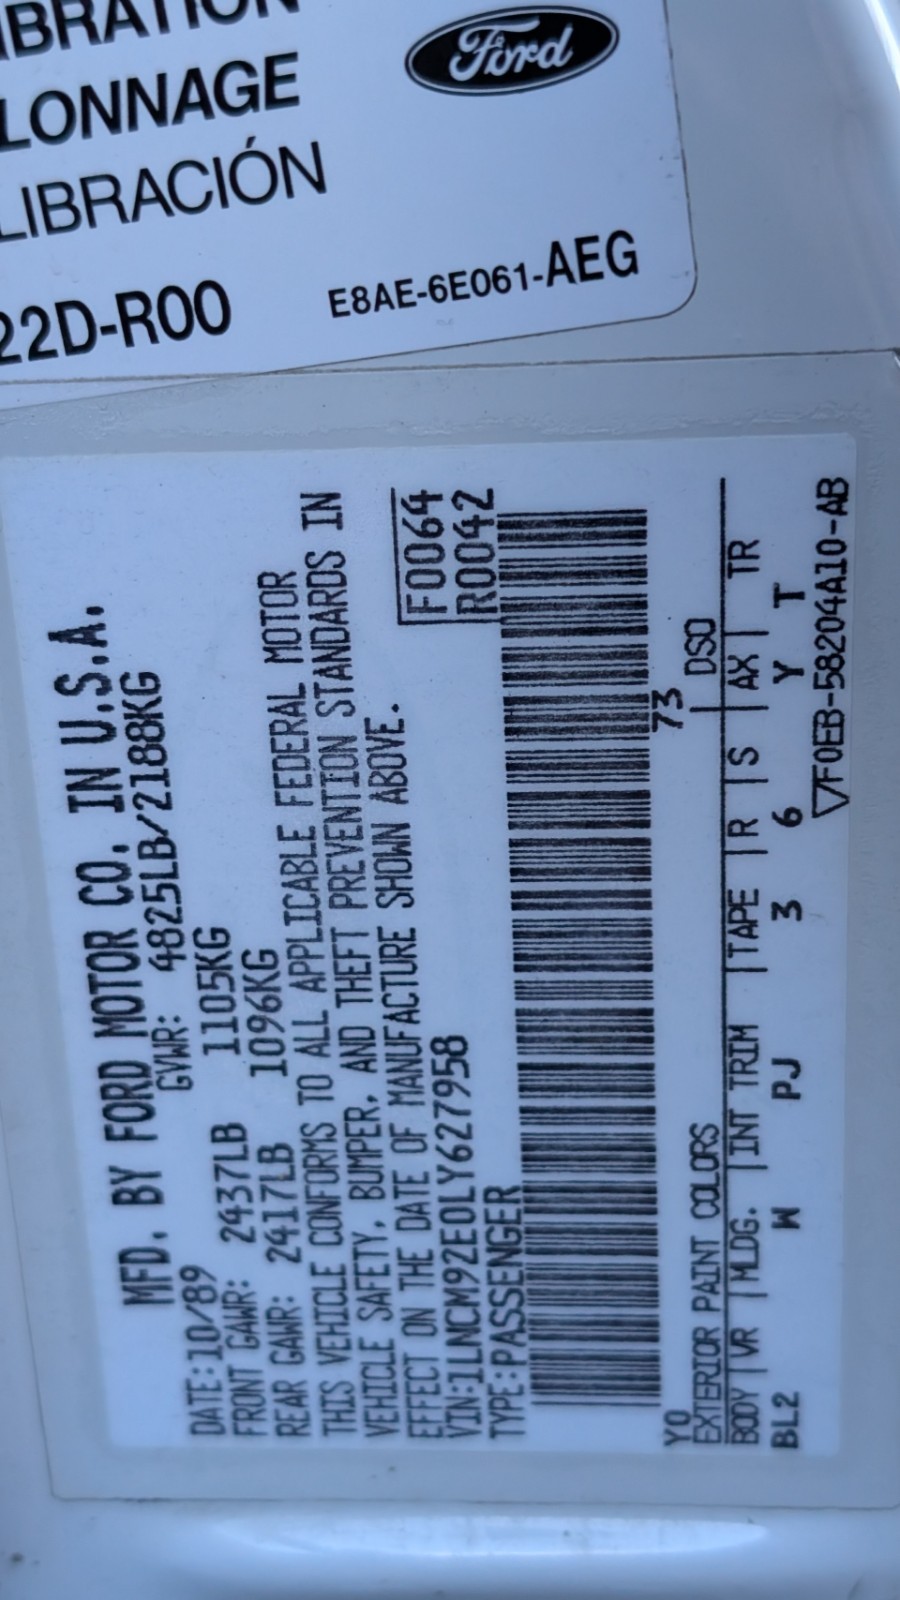 IBRATION
LONNAGE
LIBRACIÓN
22D-R00
Ford
E8AE-6E061-AEG
MFD. BY FORD MOTOR CO. IN U.S.A.
DATE:10/89 GVWR: 4825LB/2188KG
FRONT GAWR: 2437LB 1105KG
REAR GAWR: 2417LB 1096KG
THIS VEHICLE CONFORMS TO ALL APPLICABLE FEDERAL MOTOR
VEHICLE SAFETY, BUMPER, AND THEFT PREVENTION STANDARDS IN
EFFECT ON THE DATE OF MANUFACTURE SHOWN ABOVE.
VIN:1LNCM92E0LY627958 F0064
TYPE:PASSENGER R0042
73
YO
EXTERIOR PAINT COLORS DSO
BODY VR MLDG. INT TRIM TAPE R S AX TR
BL2 W PJ 3 6 Y T
F0EB-58204A10-AB